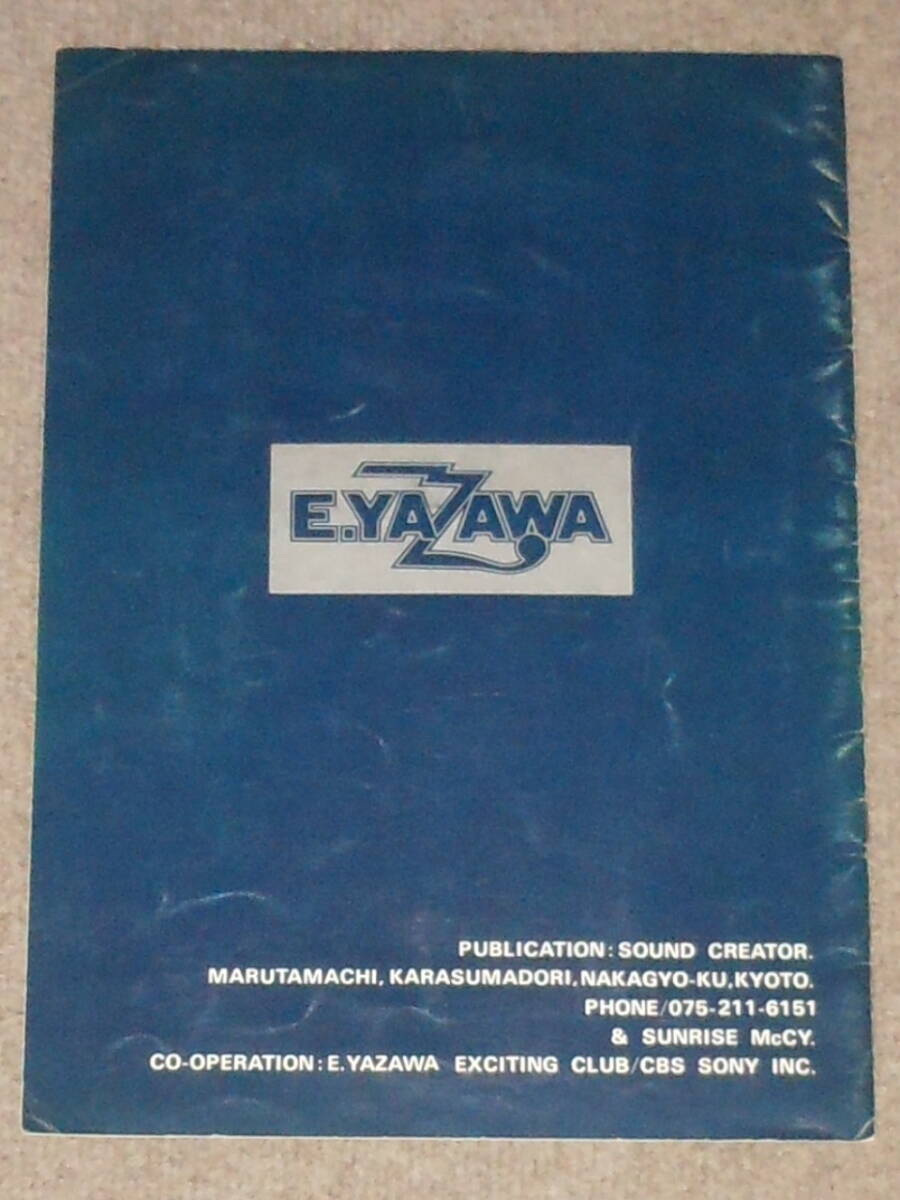 E.YAZAWA
PUBLICATION: SOUND CREATOR.
MARUTAMACHI, KARASUMADORI, NAKAGYO-KU, KYOTO.
PHONE/075-211-6151
& SUNRISE McCY.
CO-OPERATION: E.YAZAWA EXCITING CLUB/CBS SONY INC.